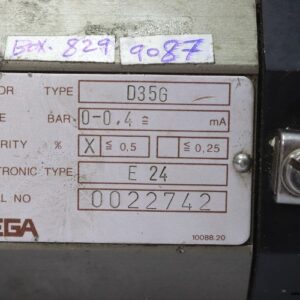 Eax. 829 9087
OR TYPE D35G
E BAR 0-0,4 ≙ mA
RITY % X ≤ 0.5 ≤ 0,25
TRONIC TYPE E 24
L NO 0022742
EGA
10088.20